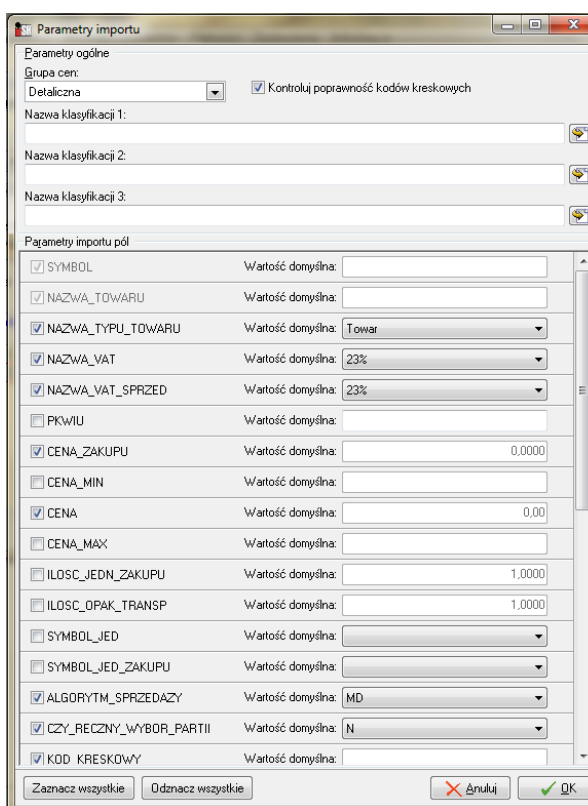 Parametry importu
Parametry ogólne
Grupa cen:
Detaliczna
Kontroluj poprawność kodów kreskowych
Nazwa klasyfikacji 1:
Nazwa klasyfikacji 2:
Nazwa klasyfikacji 3:
Parametry importu pól
SYMBOL Wartość domyślna:
NAZWA_TOWARU Wartość domyślna:
NAZWA_TYPU_TOWARU Wartość domyślna: Towar
NAZWA_VAT Wartość domyślna: 23%
NAZWA_VAT_SPRZED Wartość domyślna: 23%
PKWIU Wartość domyślna:
CENA_ZAKUPU Wartość domyślna: 0,0000
CENA_MIN Wartość domyślna:
CENA Wartość domyślna: 0,00
CENA_MAX Wartość domyślna:
ILOSC_JEDN_ZAKUPU Wartość domyślna: 1,0000
ILOSC_OPAK_TRANSP Wartość domyślna: 1,0000
SYMBOL_JED Wartość domyślna:
SYMBOL_JED_ZAKUPU Wartość domyślna:
ALGORYTM_SPRZEDAZY Wartość domyślna: MD
CZY_RECZNY_WYBOR_PARTII Wartość domyślna: N
KOD_KRESKOWY Wartość domyślna:
Zaznacz wszystkie Odznacz wszystkie Anuluj OK